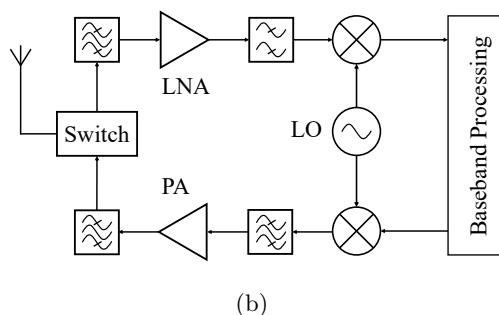 LNA
Switch
LO
PA
Baseband Processing
(b)